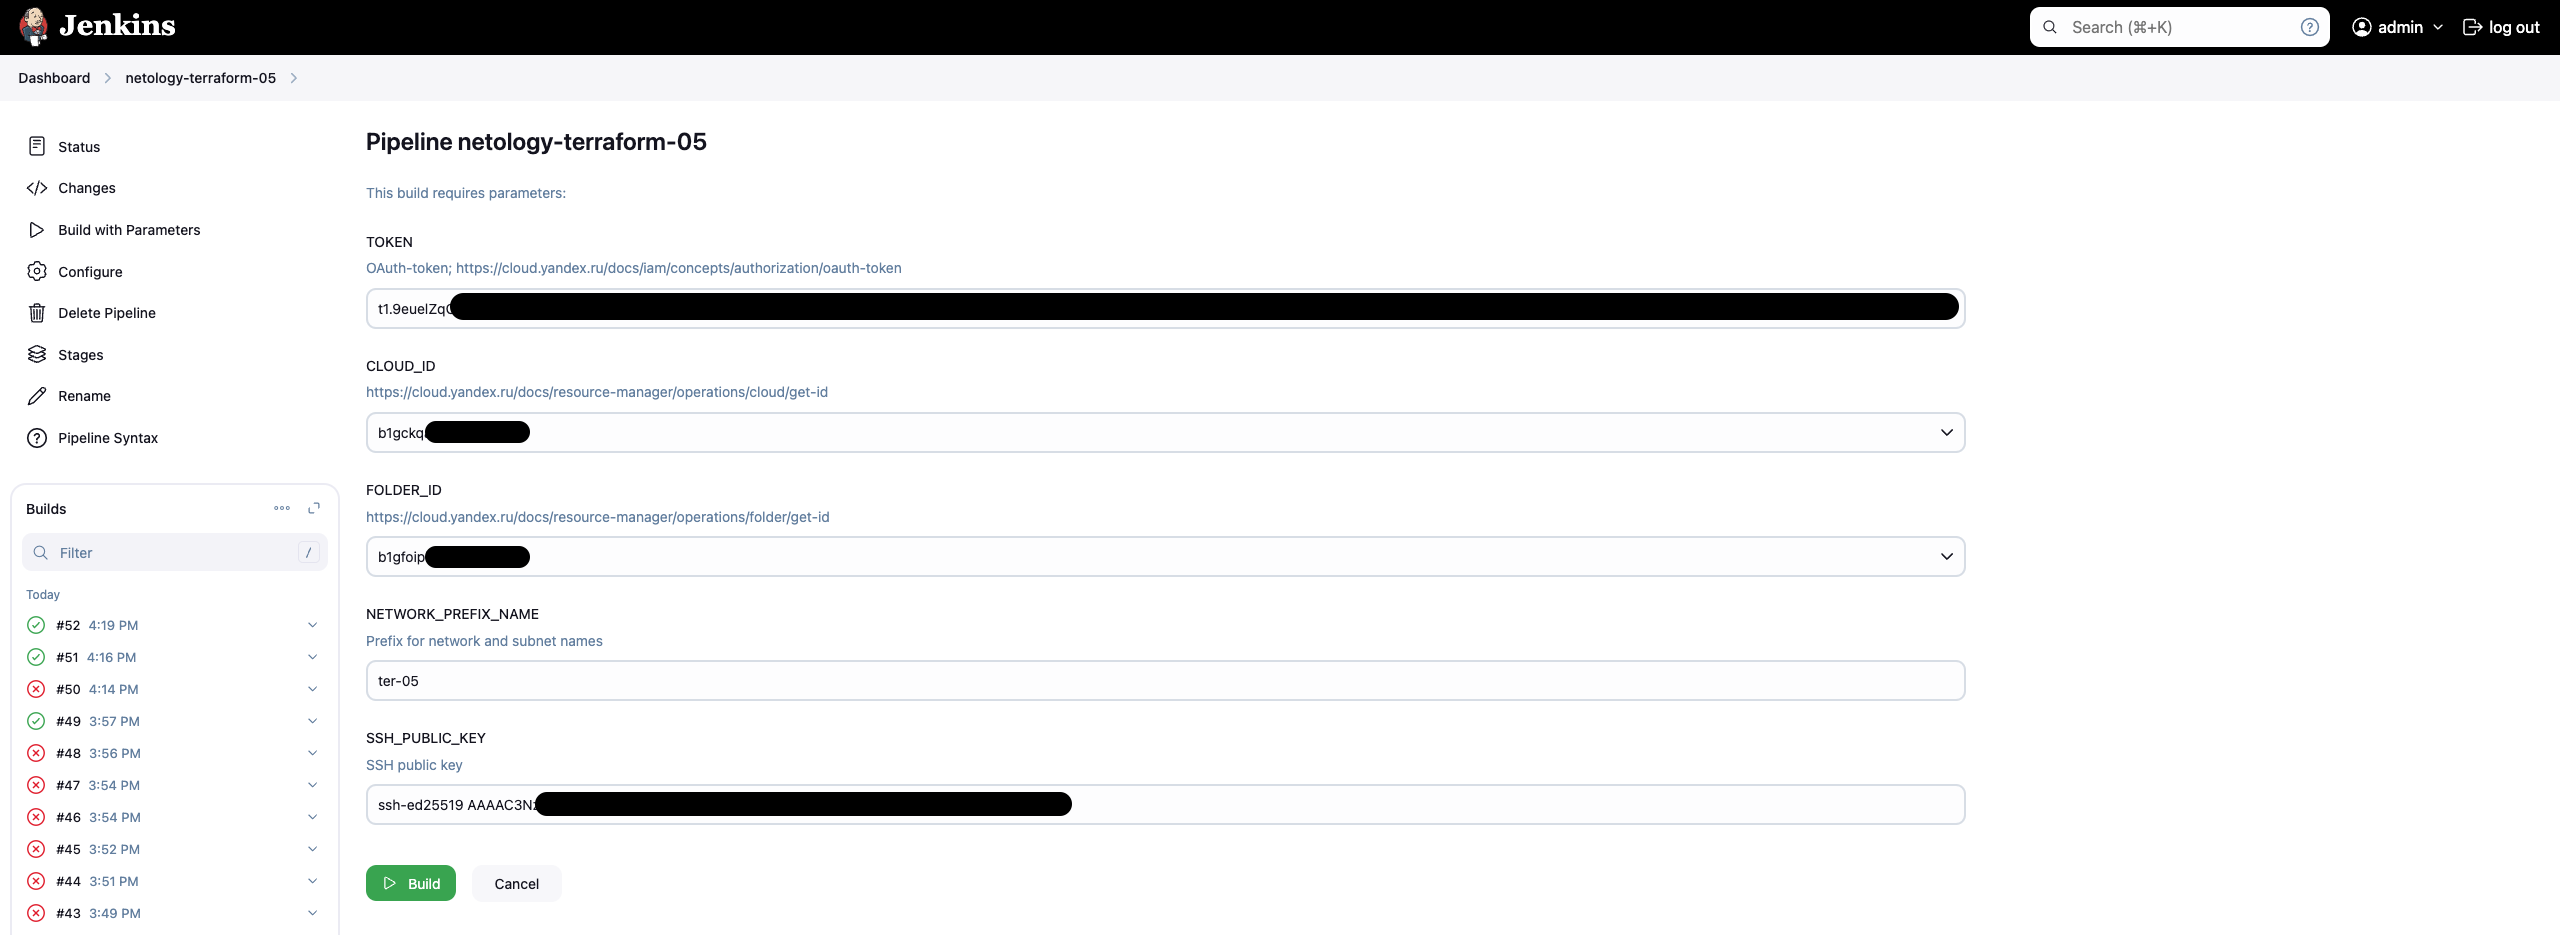 Jenkins
Search (⌘+K)
admin
log out
Dashboard
netology-terraform-05
Status
Changes
Build with Parameters
Configure
Delete Pipeline
Stages
Rename
Pipeline Syntax
Builds
Filter
/
Today
#52 4:19 PM
#51 4:16 PM
#50 4:14 PM
#49 3:57 PM
#48 3:56 PM
#47 3:54 PM
#46 3:54 PM
#45 3:52 PM
#44 3:51 PM
#43 3:49 PM
Pipeline netology-terraform-05
This build requires parameters:
TOKEN
OAuth-token; https://cloud.yandex.ru/docs/iam/concepts/authorization/oauth-token
t1.9euelZq
CLOUD_ID
https://cloud.yandex.ru/docs/resource-manager/operations/cloud/get-id
b1gckq
FOLDER_ID
https://cloud.yandex.ru/docs/resource-manager/operations/folder/get-id
b1gfoip
NETWORK_PREFIX_NAME
Prefix for network and subnet names
ter-05
SSH_PUBLIC_KEY
SSH public key
ssh-ed25519 AAAAC3N
Build
Cancel